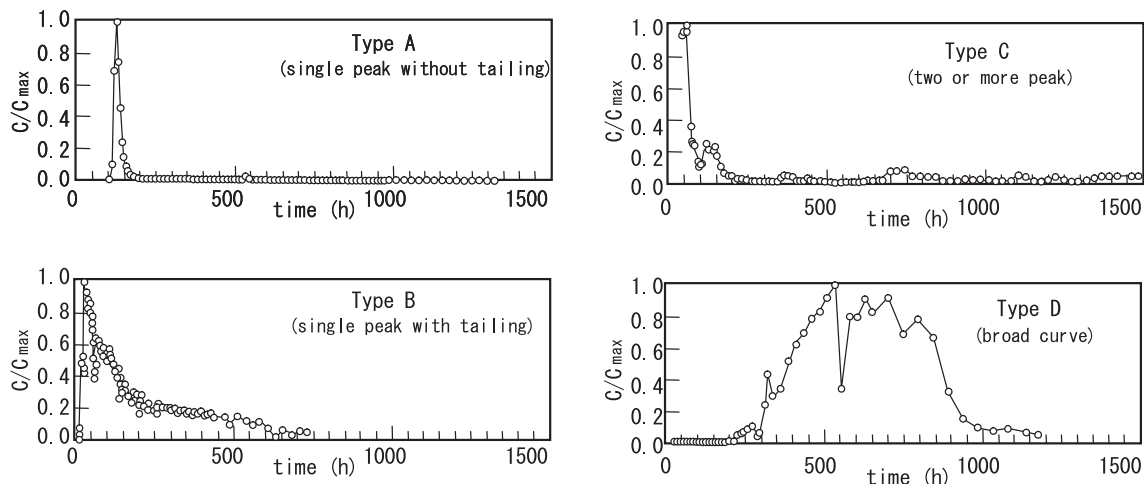 1.0
0.8
0.6
0.4
0.2
0.0
C/Cmax
Type A
(single peak without tailing)
0
500
1000
1500
time (h)
1.0
0.8
0.6
0.4
0.2
0.0
C/Cmax
Type C
(two or more peak)
0
500
1000
1500
time (h)
1.0
0.8
0.6
0.4
0.2
0.0
C/Cmax
Type B
(single peak with tailing)
0
500
1000
1500
time (h)
1.0
0.8
0.6
0.4
0.2
0.0
C/Cmax
Type D
(broad curve)
0
500
1000
1500
time (h)